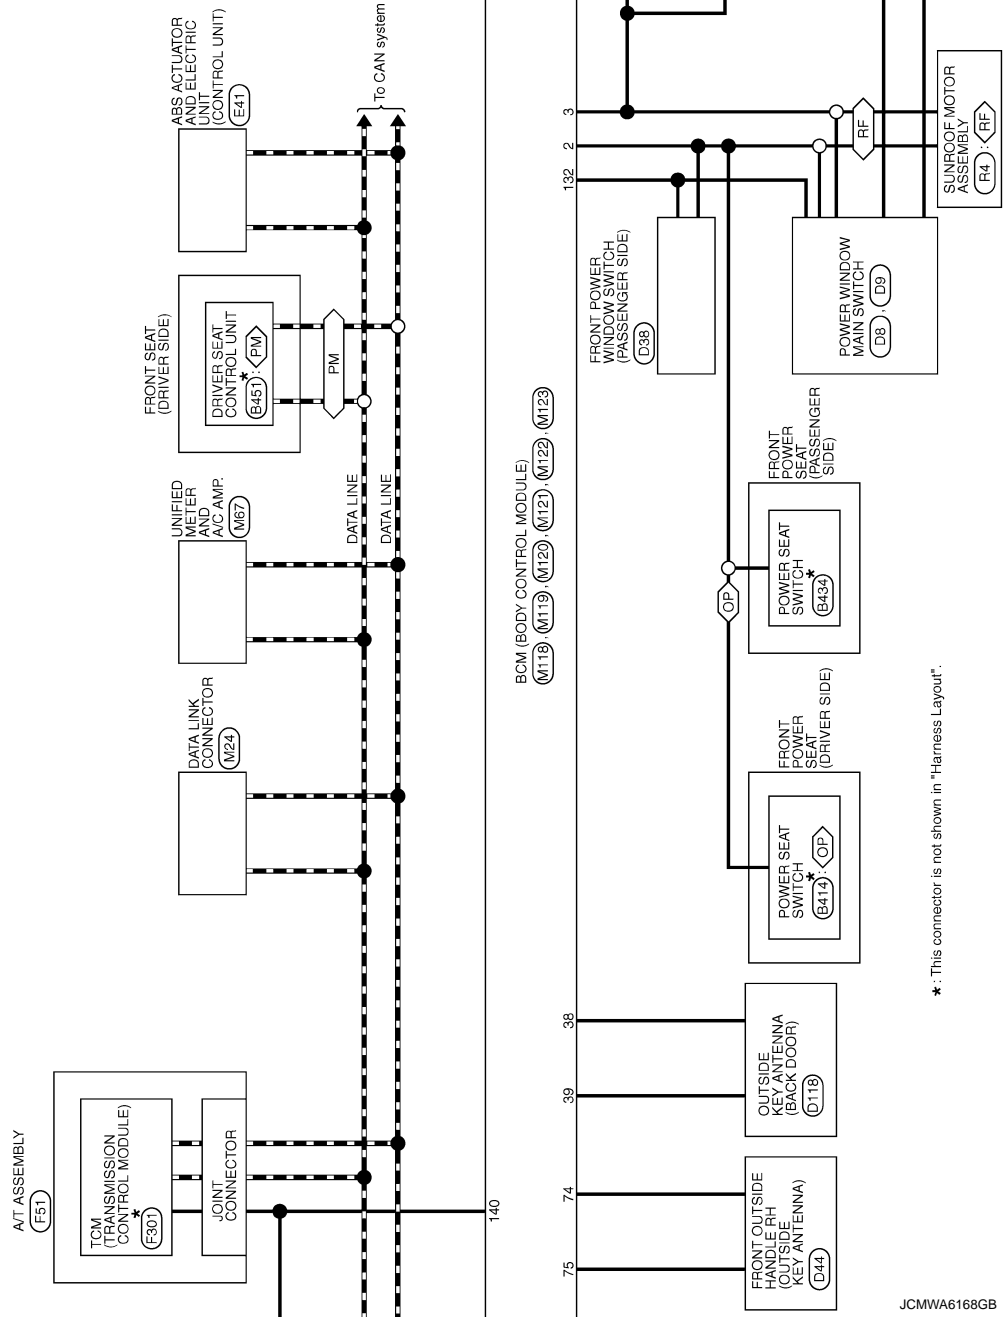 A/T ASSEMBLY
F51
TCM
(TRANSMISSION
CONTROL MODULE)
*
F301
JOINT
CONNECTOR
140
DATA LINK
CONNECTOR
M24
UNIFIED
METER
AND
A/C AMP.
M67
DATA LINE
DATA LINE
FRONT SEAT
(DRIVER SIDE)
DRIVER SEAT
CONTROL UNIT
*
B451 : PM
PM
ABS ACTUATOR
AND ELECTRIC
UNIT
(CONTROL UNIT)
E41
To CAN system
BCM (BODY CONTROL MODULE)
M118 , M119 , M120 , M121 , M122 , M123
75
74
39
38
132
2
3
FRONT OUTSIDE
HANDLE RH
(OUTSIDE
KEY ANTENNA)
D44
OUTSIDE
KEY ANTENNA
(BACK DOOR)
D118
FRONT
POWER
SEAT
(DRIVER SIDE)
POWER SEAT
SWITCH
*
B414 : OP
OP
FRONT
POWER
SEAT
(PASSENGER
SIDE)
POWER SEAT
SWITCH
*
B434
FRONT POWER
WINDOW SWITCH
(PASSENGER SIDE)
D38
POWER WINDOW
MAIN SWITCH
D8 , D9
RF
SUNROOF MOTOR
ASSEMBLY
R4 : RF
* : This connector is not shown in "Harness Layout".
JCMWA6168GB